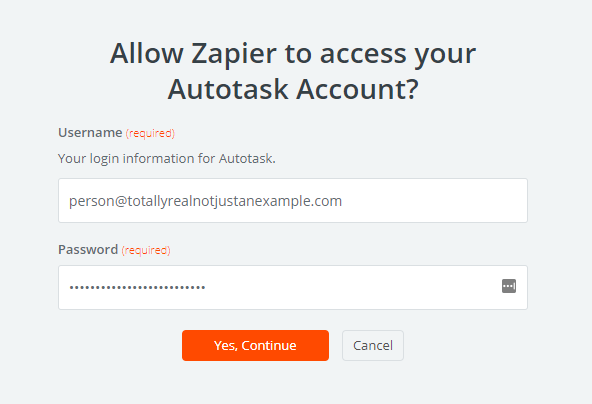 Allow Zapier to access your
Autotask Account?
Username (required)
Your login information for Autotask.
person@totallyrealnotjustanexample.com
Password (required)
••••••••••••••••••••••••••
Yes, Continue
Cancel